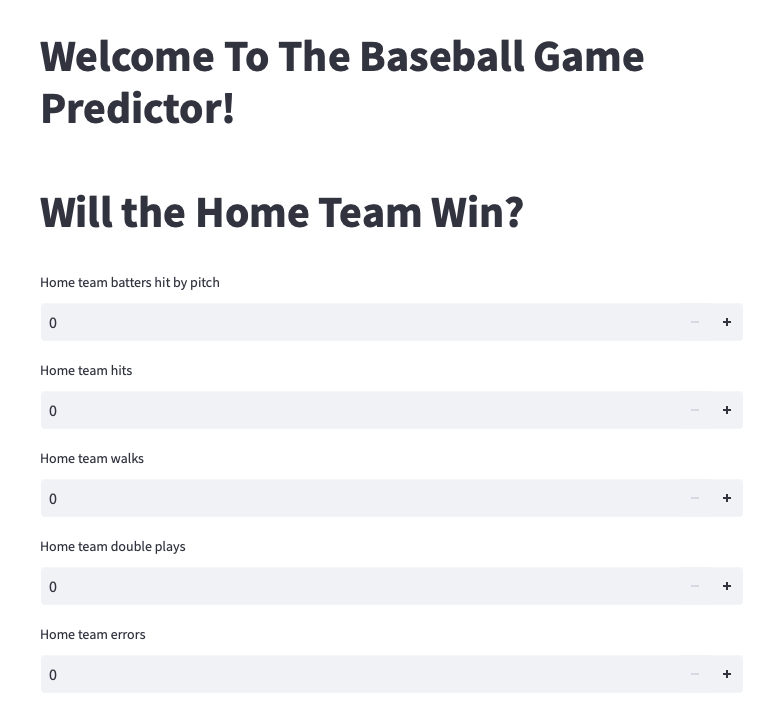 Welcome To The Baseball Game
Predictor!
Will the Home Team Win?
Home team batters hit by pitch
0
Home team hits
0
Home team walks
0
Home team double plays
0
Home team errors
0